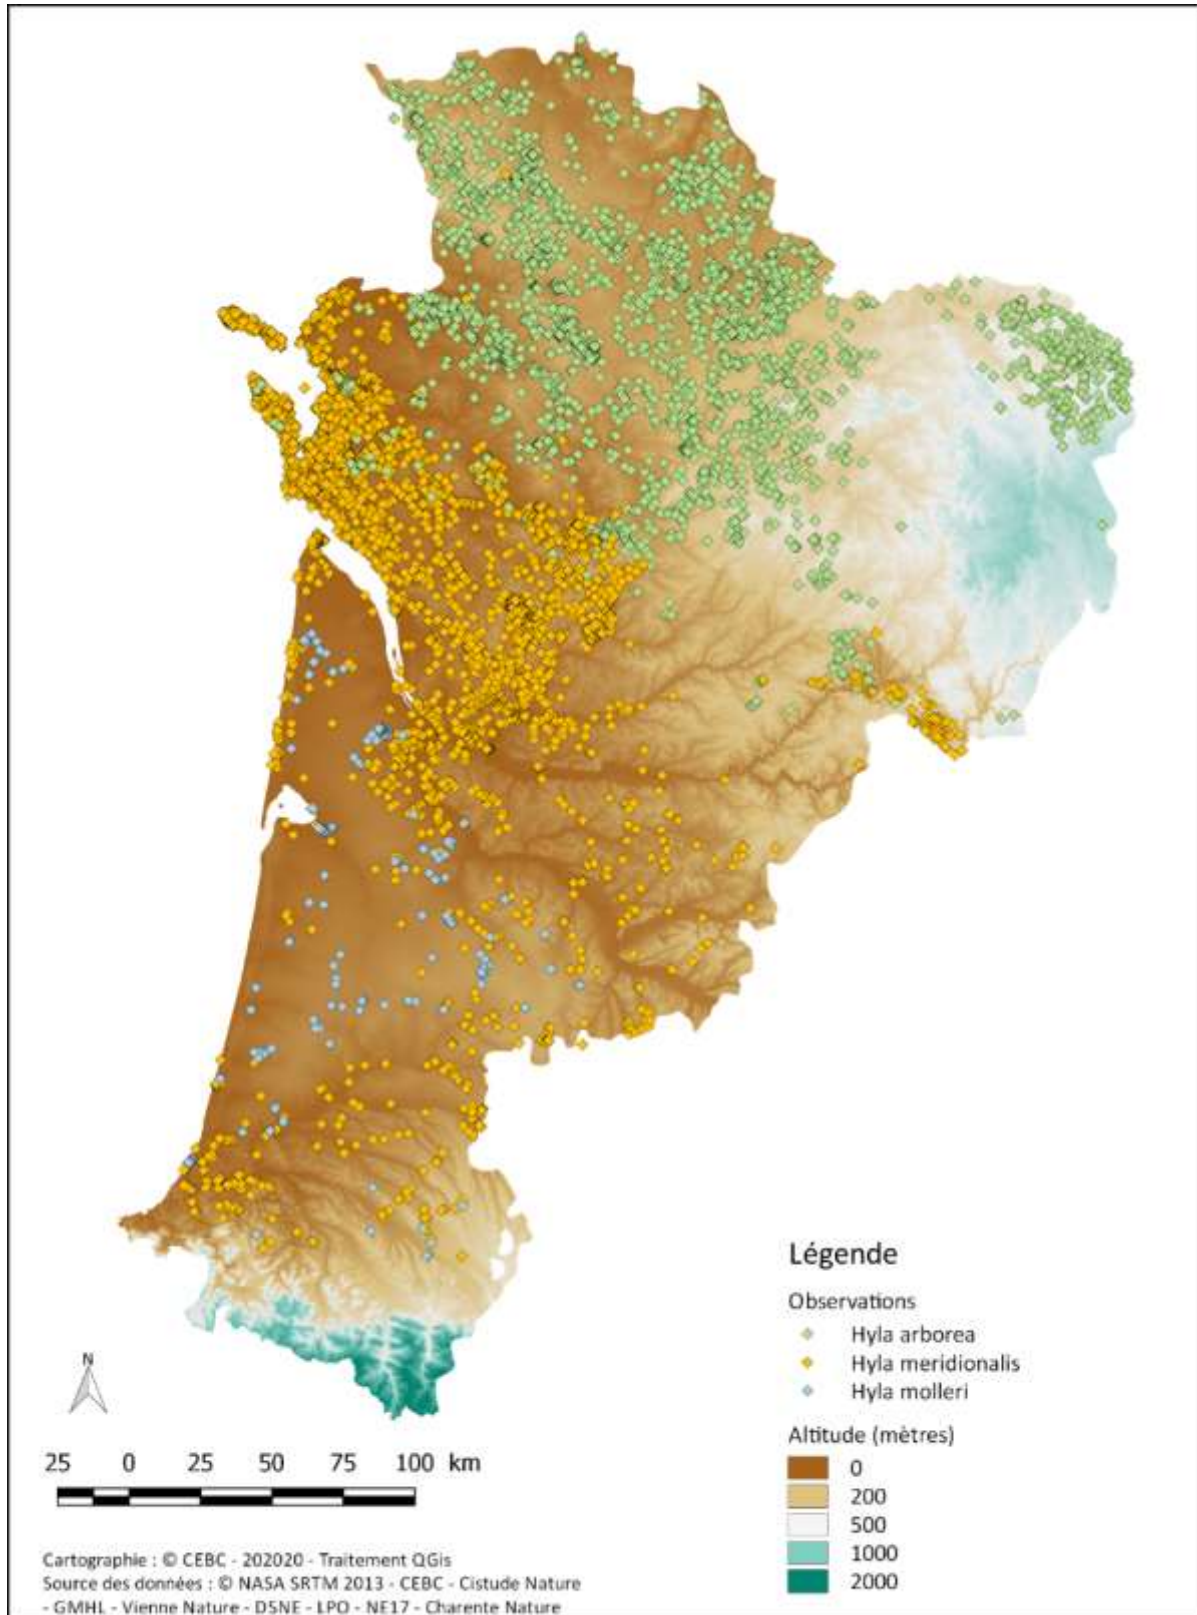 Légende
Observations
Hyla arborea
Hyla meridionalis
Hyla molleri
Altitude (mètres)
0
200
500
1000
2000
N
25 0 25 50 75 100 km
Cartographie : © CEBC - 202020 - Traitement QGis
Source des données : © NASA SRTM 2013 - CEBC - Cistude Nature
- GMHL - Vienne Nature - DSNE - LPO - NE17 - Charente Nature